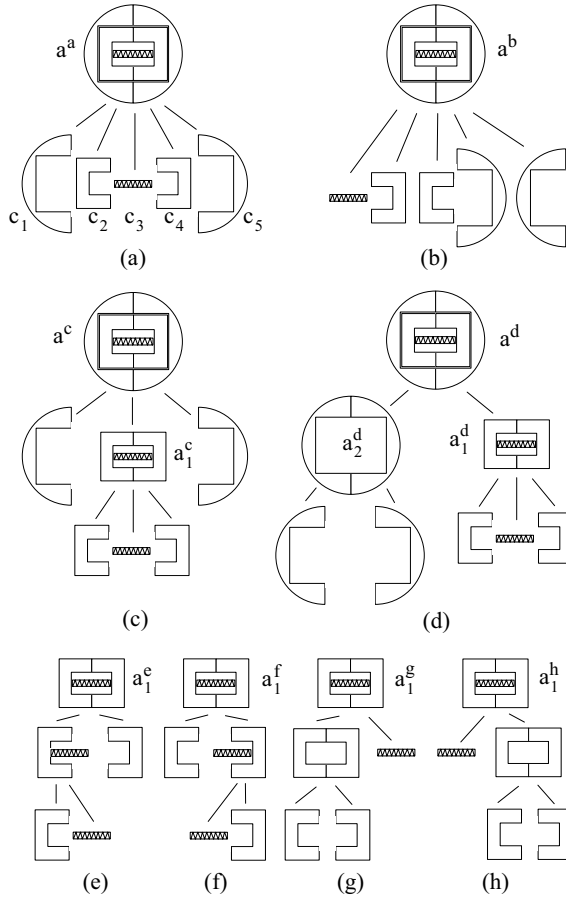 a^a
a^b
c_1 c_2 c_3 c_4 c_5
(a) (b)
a^c
a^d
a_1^c
a_2^d
a_1^d
(c) (d)
a_1^e a_1^f a_1^g a_1^h
(e) (f) (g) (h)